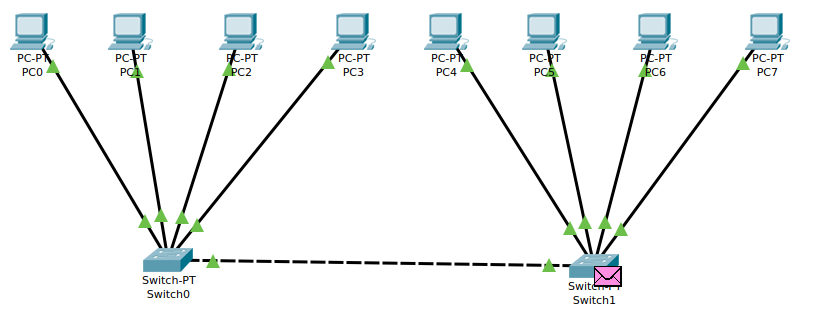 PC-PT
PC0
PC-PT
PC1
PC-PT
PC2
PC-PT
PC3
PC-PT
PC4
PC-PT
PC5
PC-PT
PC6
PC-PT
PC7
Switch-PT
Switch0
Switch-PT
Switch1